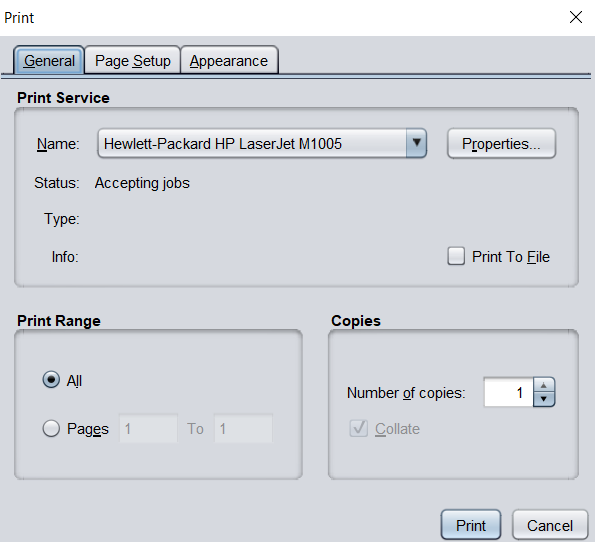 Print
General Page Setup Appearance
Print Service
Name: Hewlett-Packard HP LaserJet M1005 Properties...
Status: Accepting jobs
Type:
Info: Print To File
Print Range
All
Pages 1 To 1
Copies
Number of copies: 1
Collate
Print Cancel